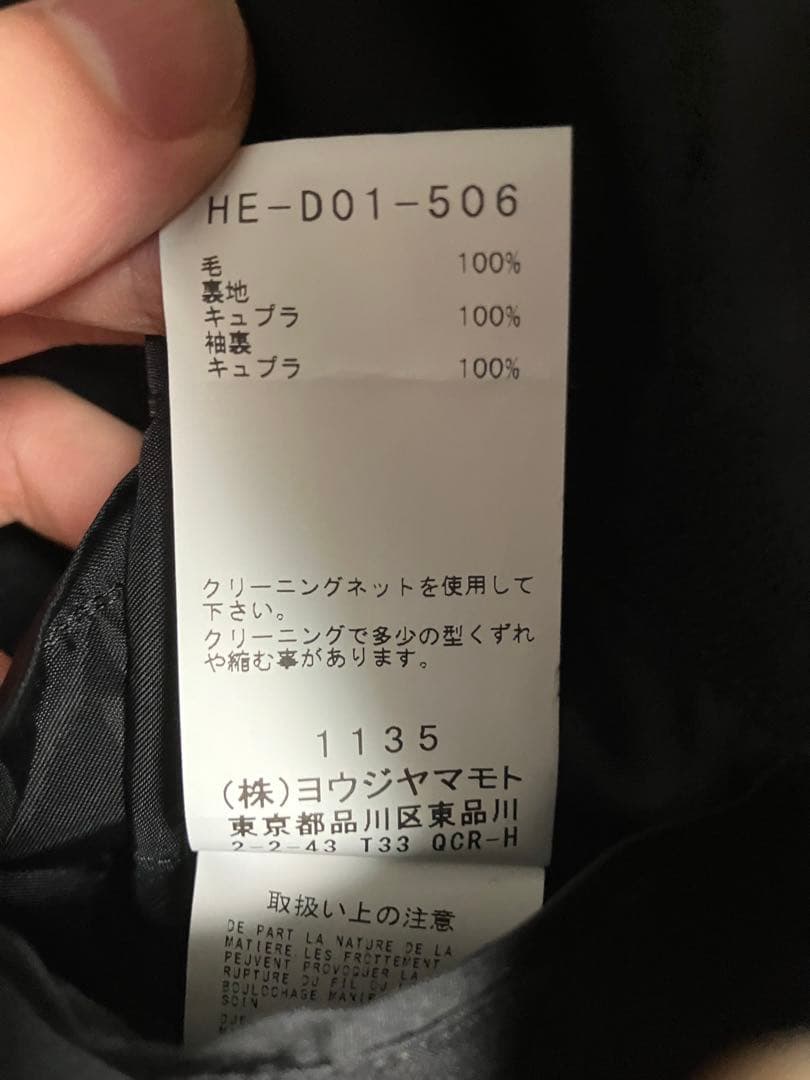 HE-D01-506
毛 100%
裏地
キュプラ 100%
袖裏
キュプラ 100%
クリーニングネットを使用して
下さい。
クリーニングで多少の型くずれ
や縮む事があります。
1135
(株)ヨウジヤマモト
東京都品川区東品川
2-2-43 T33 QCR-H
取扱い上の注意
DE PART LA NATURE DE LA
MATIERE LES FROTTEMENT
PEUVENT PROVOQUER LA
RUPTURE DU FIL DU
BOULOCHAGE MANIE
SOIN